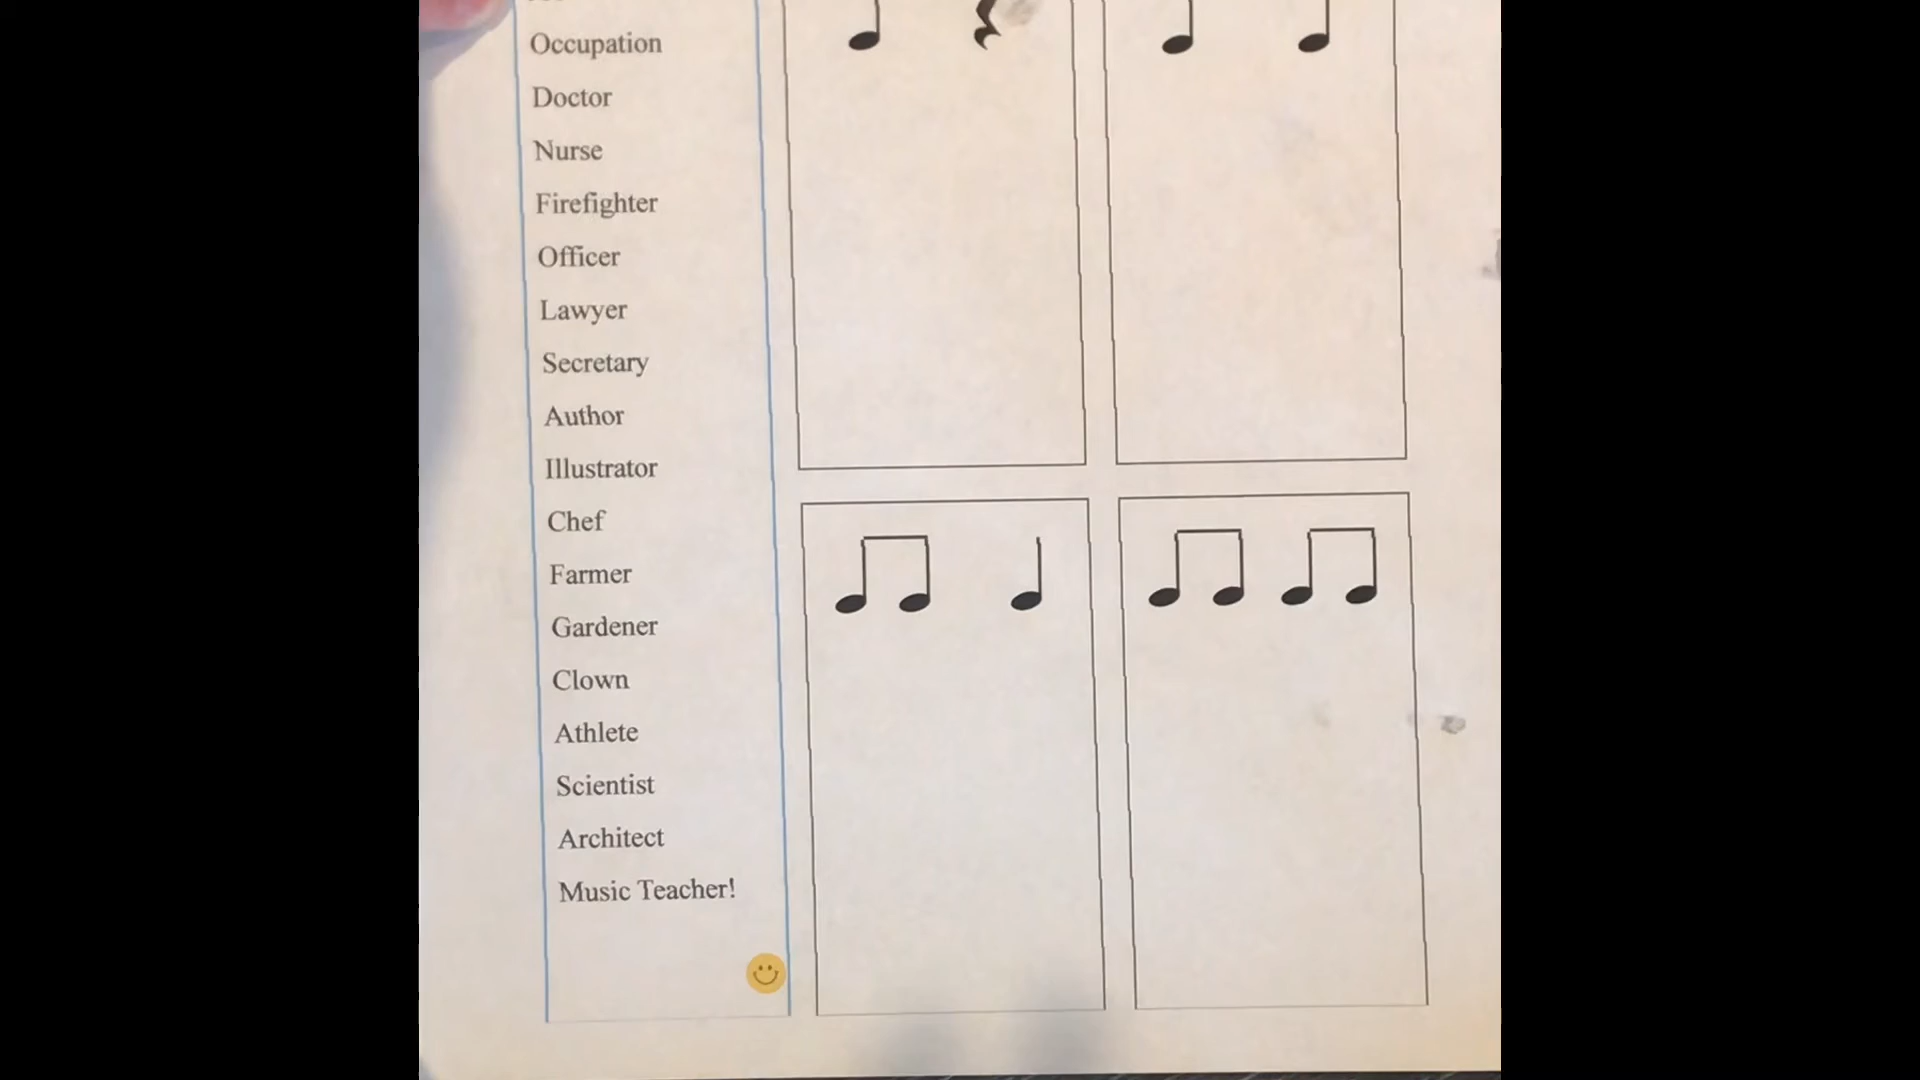 Occupation
Doctor
Nurse
Firefighter
Officer
Lawyer
Secretary
Author
Illustrator
Chef
Farmer
Gardener
Clown
Athlete
Scientist
Architect
Music Teacher!